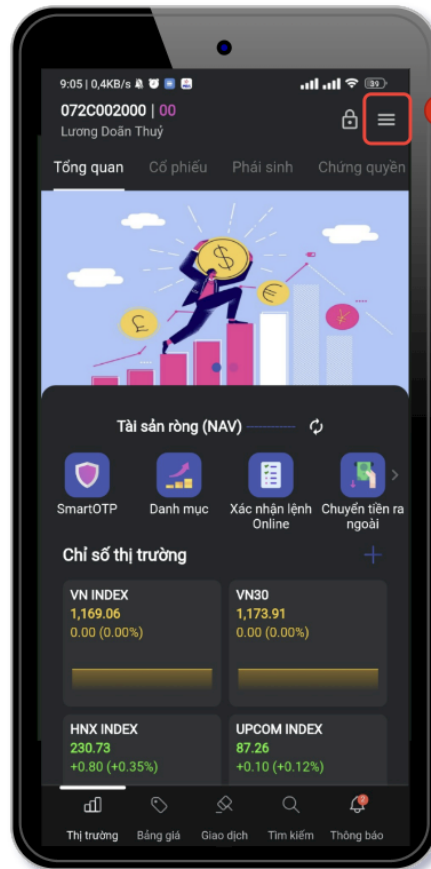 9:05 | 0,4KB/s
39
072C002000 | 00
Lương Doãn Thuỷ
Tổng quan Cổ phiếu Phái sinh Chứng quyền
$
€
£
¥
Tài sản ròng (NAV)
SmartOTP Danh mục Xác nhận lệnh Online Chuyển tiền ra ngoài
Chỉ số thị trường
VN INDEX VN30
1,169.06 1,173.91
0.00 (0.00%) 0.00 (0.00%)
HNX INDEX UPCOM INDEX
230.73 87.26
+0.80 (+0.35%) +0.10 (+0.12%)
Thị trường Bảng giá Giao dịch Tìm kiếm Thông báo